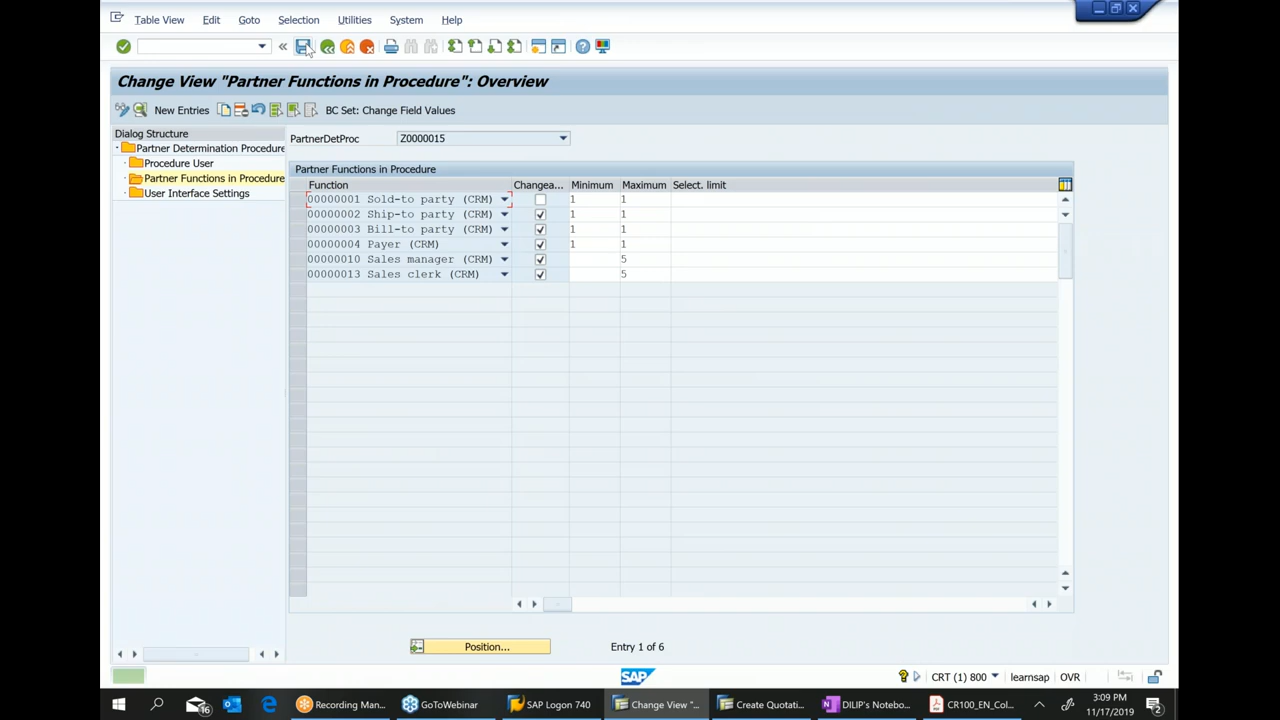 Table View Edit Goto Selection Utilities System Help
Change View "Partner Functions in Procedure": Overview
New Entries BC Set: Change Field Values
Dialog Structure
Partner Determination Procedure
Procedure User
Partner Functions in Procedure
User Interface Settings
PartnerDetProc Z0000015
Partner Functions in Procedure
Function Changea... Minimum Maximum Select. limit
00000001 Sold-to party (CRM) 1 1
00000002 Ship-to party (CRM) 1 1
00000003 Bill-to party (CRM) 1 1
00000004 Payer (CRM) 1 1
00000010 Sales manager (CRM) 5
00000013 Sales clerk (CRM) 5
Position... Entry 1 of 6
SAP CRT (1) 800 learnsap OVR
16 Recording Man... GoToWebinar SAP Logon 740 Change View "... Create Quotati... DILIP's Notebo... CR100_EN_Col... 3:09 PM
11/17/2019 2